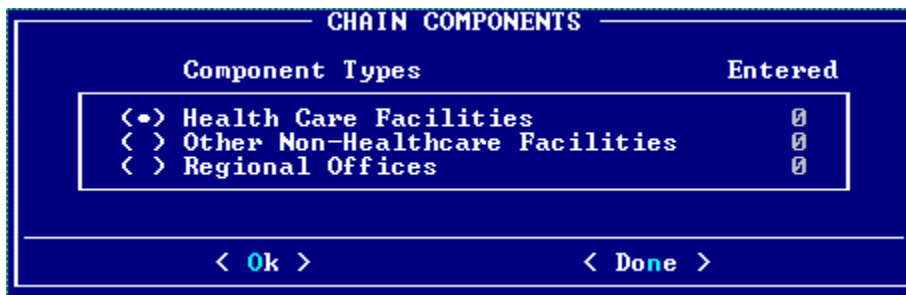 CHAIN COMPONENTS
Component Types Entered
(•) Health Care Facilities 0
( ) Other Non-Healthcare Facilities 0
( ) Regional Offices 0
< Ok > < Done >